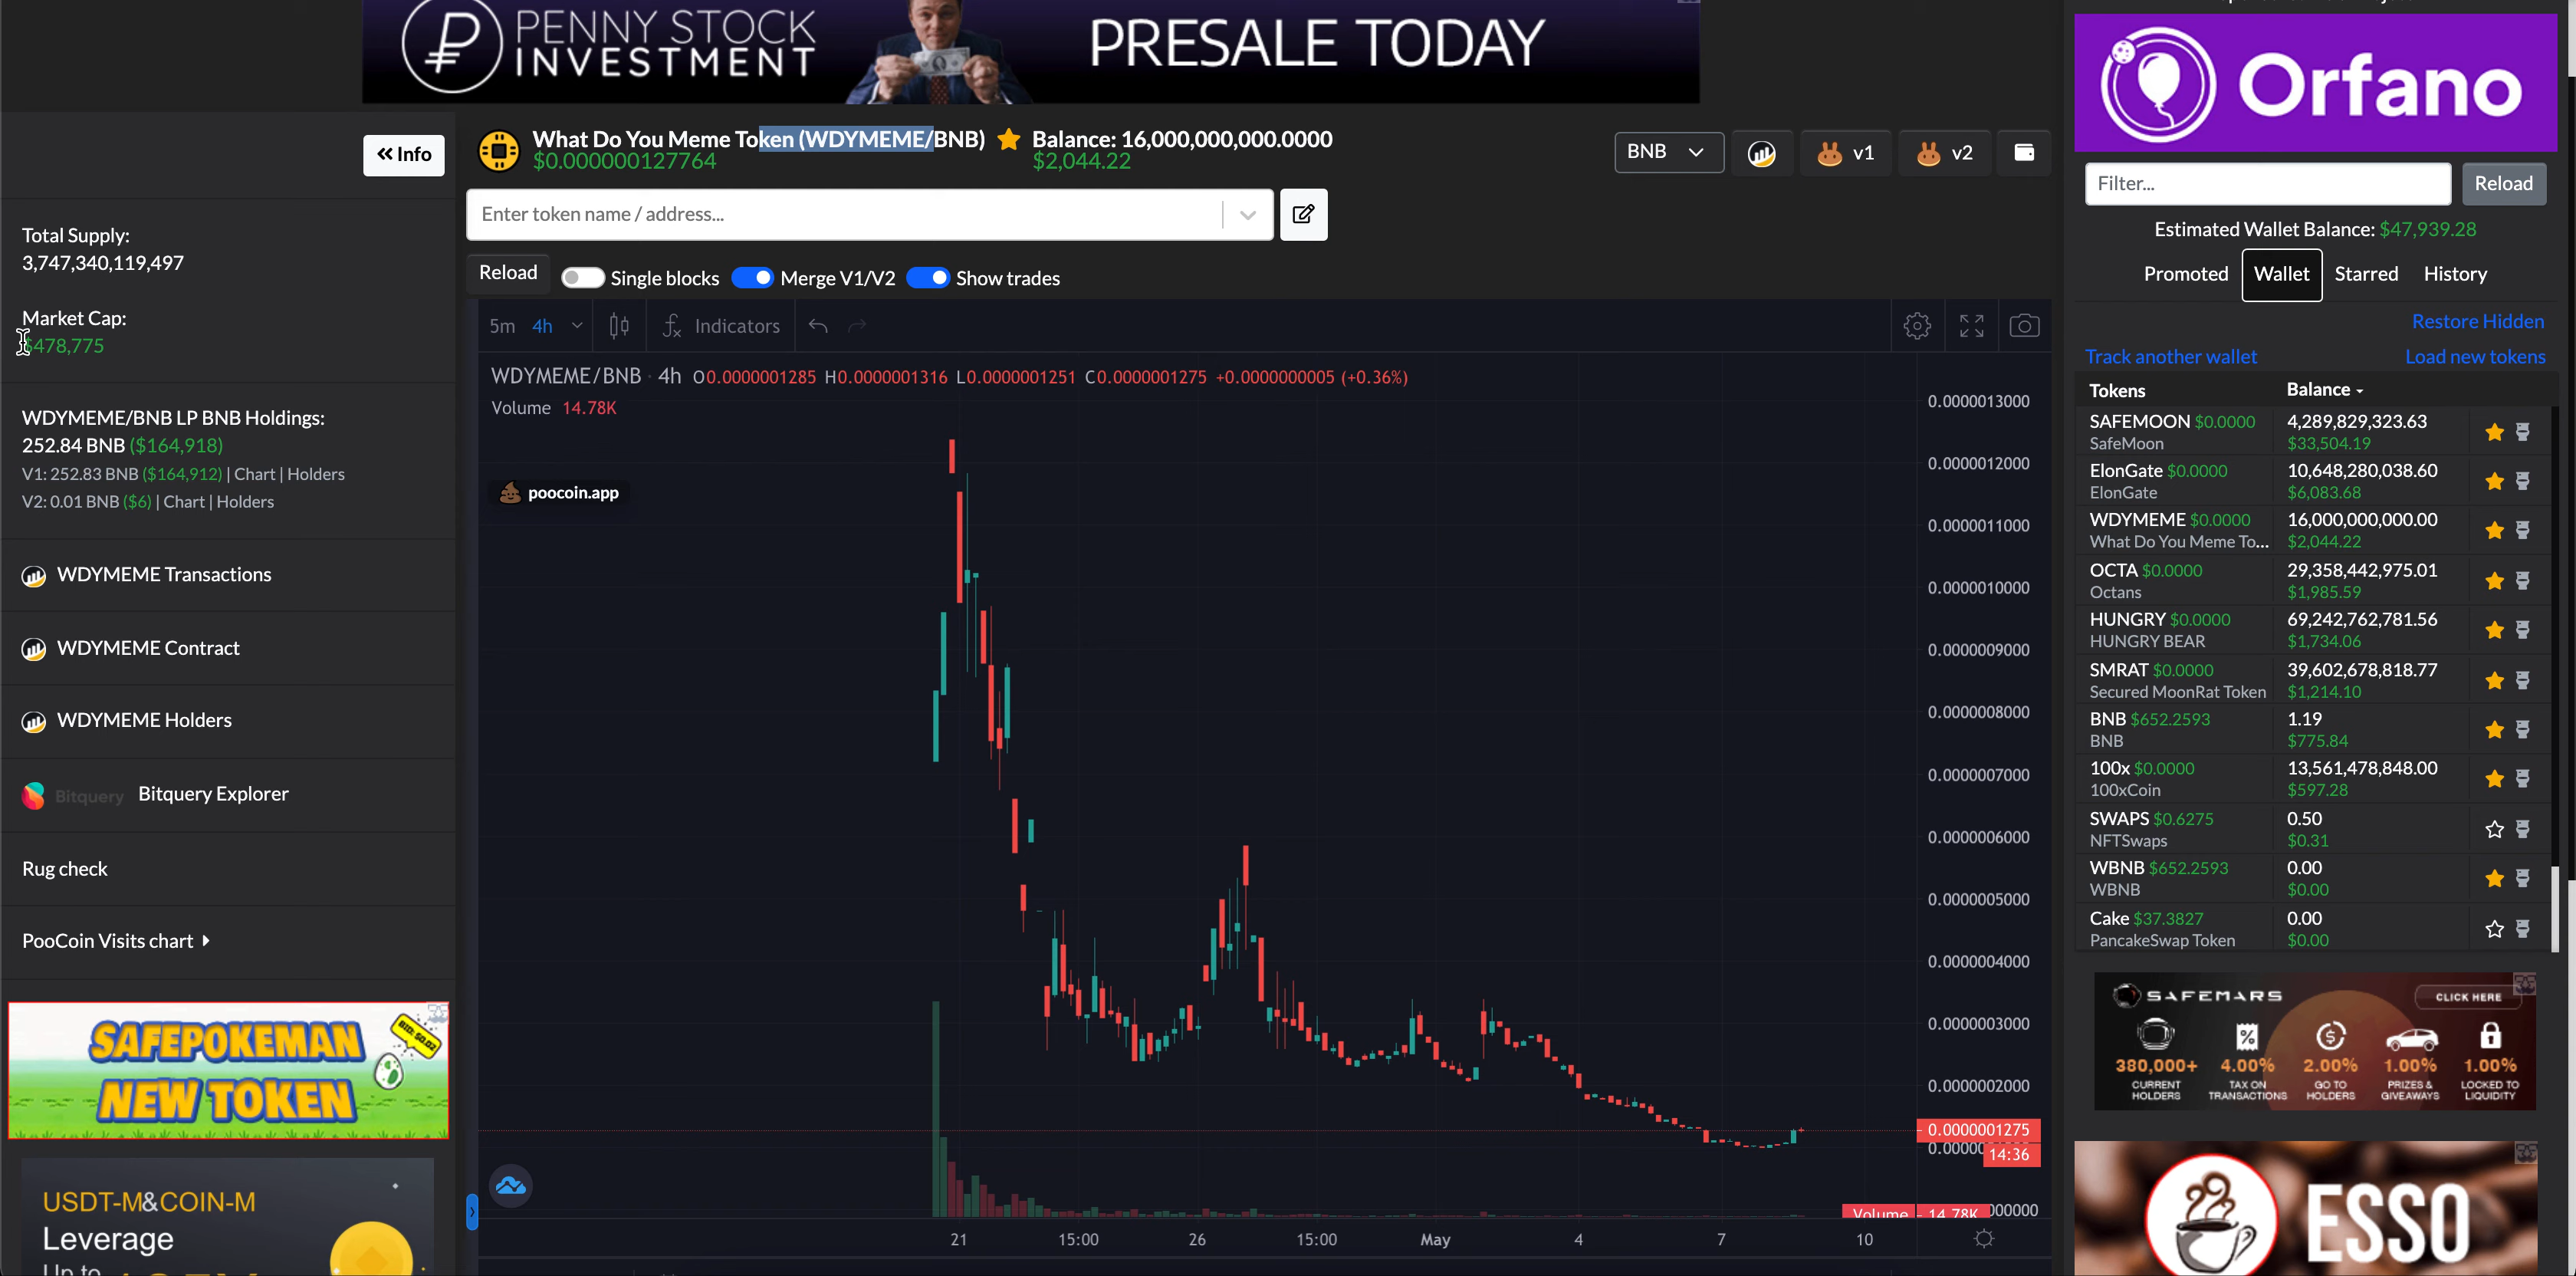 PENNY STOCK
INVESTMENT
PRESALE TODAY
Orfano
Info
What Do You Meme Token (WDYMEME/BNB)
$0.000000127764
Balance: 16,000,000,000.0000
$2,044.22
BNB
v1
v2
Enter token name / address...
Reload
Single blocks
Merge V1/V2
Show trades
Total Supply:
3,747,340,119,497
Market Cap:
$478,775
WDYMEME/BNB LP BNB Holdings:
252.84 BNB ($164,918)
V1: 252.83 BNB ($164,912) | Chart | Holders
V2: 0.01 BNB ($6) | Chart | Holders
WDYMEME Transactions
WDYMEME Contract
WDYMEME Holders
Bitquery
Bitquery Explorer
Rug check
PooCoin Visits chart
SAFEPOKEMAN
BID: $0.02
NEW TOKEN
USDT-M&COIN-M
Leverage
Up to
5m
4h
Indicators
WDYMEME/BNB · 4h O0.0000001285 H0.0000001316 L0.0000001251 C0.0000001275 +0.0000000005 (+0.36%)
Volume 14.78K
poocoin.app
0.0000013000
0.0000012000
0.0000011000
0.0000010000
0.0000009000
0.0000008000
0.0000007000
0.0000006000
0.0000005000
0.0000004000
0.0000003000
0.0000002000
0.0000001275
0.00000
14:36
Volume
14.78K
000000
21
15:00
26
15:00
May
4
7
10
Filter...
Reload
Estimated Wallet Balance: $47,939.28
Promoted
Wallet
Starred
History
Restore Hidden
Track another wallet
Load new tokens
Tokens
Balance
SAFEMOON $0.0000
4,289,829,323.63
SafeMoon
$33,504.19
ElonGate $0.0000
10,648,280,038.60
ElonGate
$6,083.68
WDYMEME $0.0000
16,000,000,000.00
What Do You Meme To...
$2,044.22
OCTA $0.0000
29,358,442,975.01
Octans
$1,985.59
HUNGRY $0.0000
69,242,762,781.56
HUNGRY BEAR
$1,734.06
SMRAT $0.0000
39,602,678,818.77
Secured MoonRat Token
$1,214.10
BNB $652.2593
1.19
BNB
$775.84
100x $0.0000
13,561,478,848.00
100xCoin
$597.28
SWAPS $0.6275
0.50
NFTSwaps
$0.31
WBNB $652.2593
0.00
WBNB
$0.00
Cake $37.3827
0.00
PancakeSwap Token
$0.00
SAFEMARS
CLICK HERE
380,000+
CURRENT
HOLDERS
4.00%
TAX ON
TRANSACTIONS
2.00%
GO TO
HOLDERS
1.00%
PRIZES &
GIVEAWAYS
1.00%
LOCKED TO
LIQUIDITY
ESSO